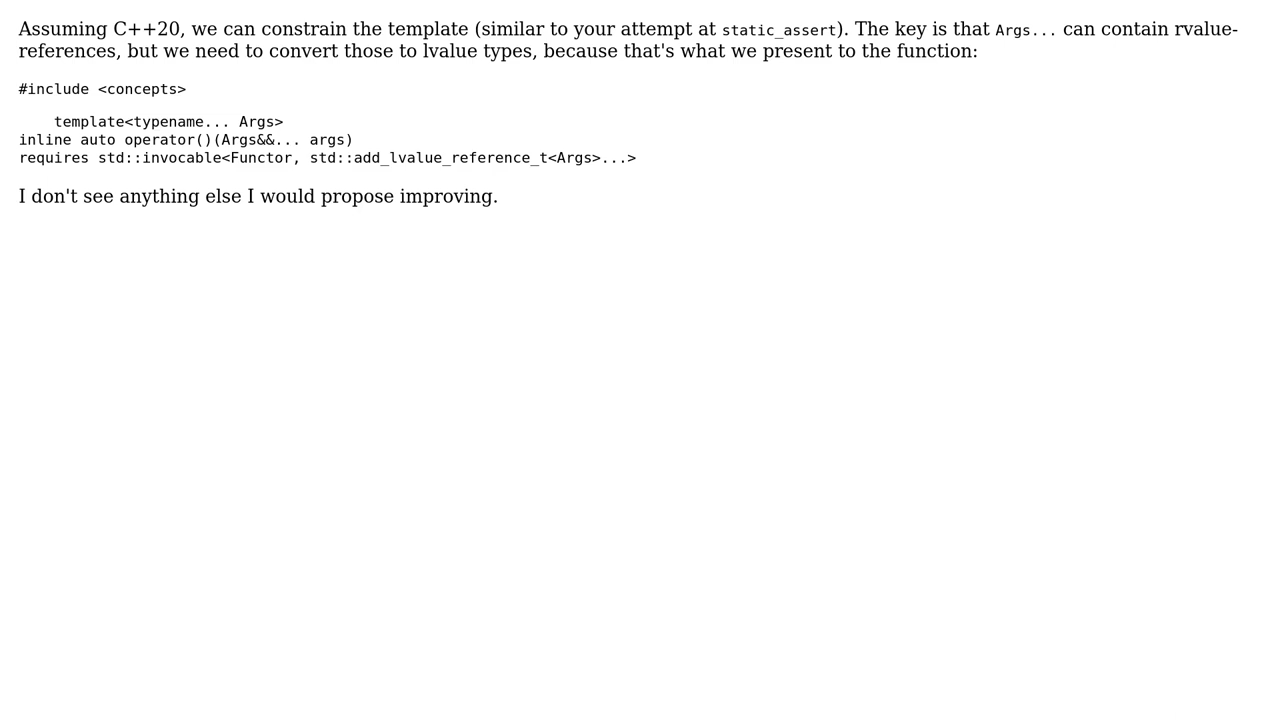 Assuming C++20, we can constrain the template (similar to your attempt at static_assert). The key is that Args... can contain rvalue-
references, but we need to convert those to lvalue types, because that's what we present to the function:
#include <concepts>
    template<typename... Args>
inline auto operator()(Args&&... args)
requires std::invocable<Functor, std::add_lvalue_reference_t<Args>...>
I don't see anything else I would propose improving.